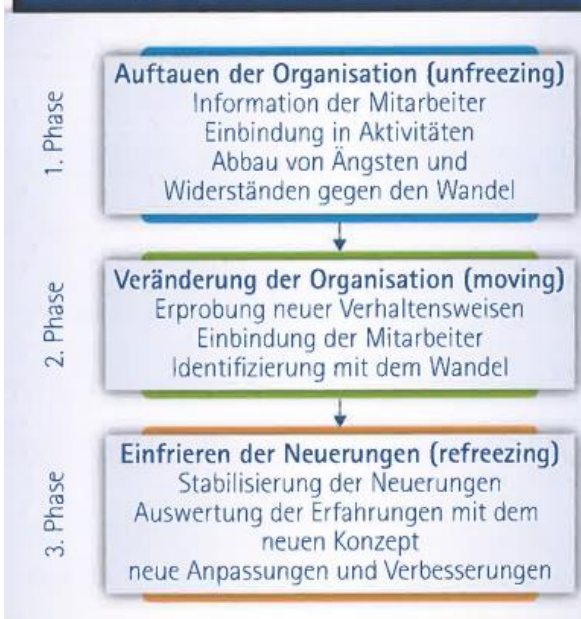 1. Phase
Auftauen der Organisation (unfreezing)
Information der Mitarbeiter
Einbindung in Aktivitäten
Abbau von Ängsten und
Widerständen gegen den Wandel
2. Phase
Veränderung der Organisation (moving)
Erprobung neuer Verhaltensweisen
Einbindung der Mitarbeiter
Identifizierung mit dem Wandel
3. Phase
Einfrieren der Neuerungen (refreezing)
Stabilisierung der Neuerungen
Auswertung der Erfahrungen mit dem
neuen Konzept
neue Anpassungen und Verbesserungen